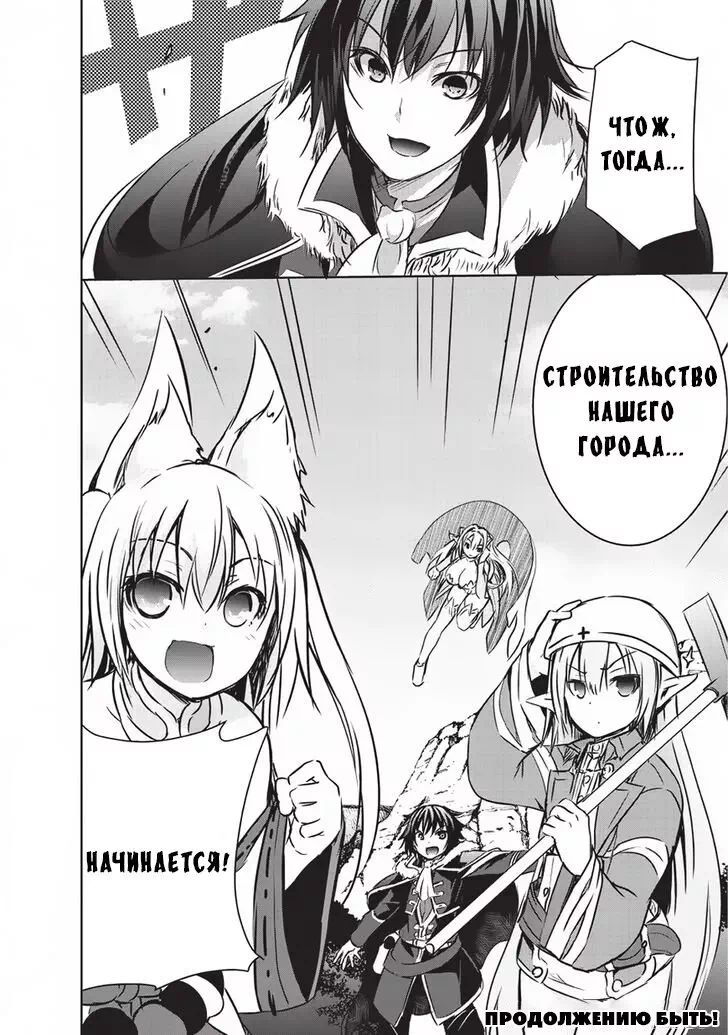 ЧТО Ж,
ТОГДА...
СТРОИТЕЛЬСТВО
НАШЕГО
ГОРОДА...
НАЧИНАЕТСЯ!
ПРОДОЛЖЕНИЮ БЫТЬ!